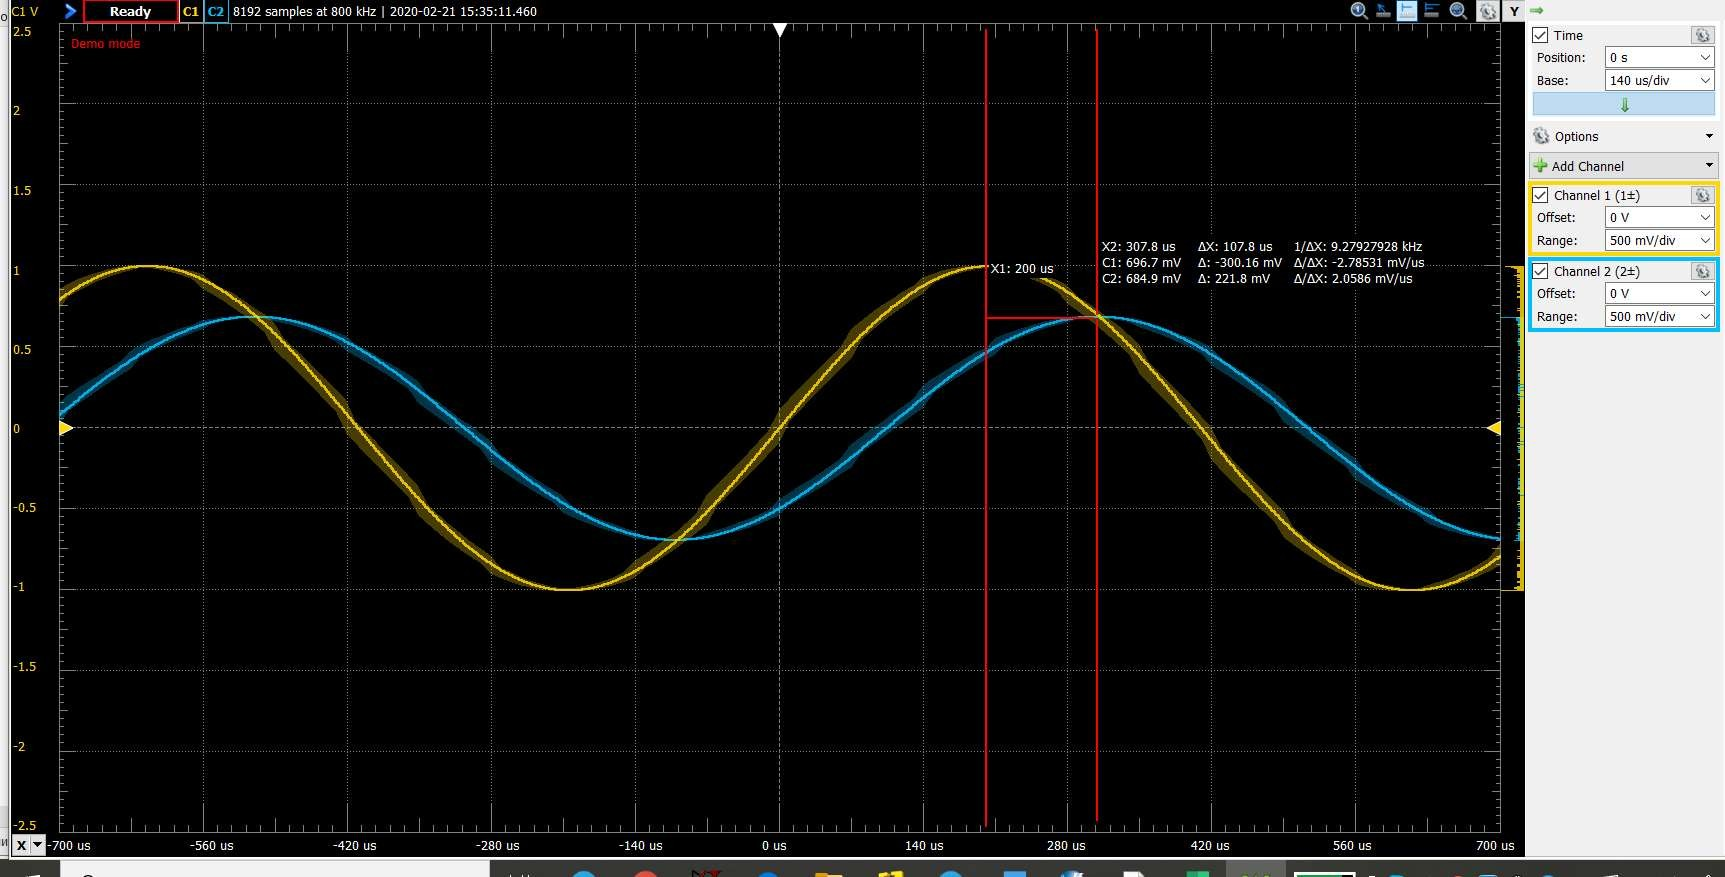 C1 V
Ready C1 C2 8192 samples at 800 kHz | 2020-02-21 15:35:11.460
Y
Demo mode
2.5
2
1.5
1
0.5
0
-0.5
-1
-1.5
-2
-2.5
X1: 200 us
X2: 307.8 us ΔX: 107.8 us 1/ΔX: 9.27927928 kHz
C1: 696.7 mV Δ: -300.16 mV Δ/ΔX: -2.78531 mV/us
C2: 684.9 mV Δ: 221.8 mV Δ/ΔX: 2.0586 mV/us
X -700 us -560 us -420 us -280 us -140 us 0 us 140 us 280 us 420 us 560 us 700 us
Time
Position: 0 s
Base: 140 us/div
Options
Add Channel
Channel 1 (1±)
Offset: 0 V
Range: 500 mV/div
Channel 2 (2±)
Offset: 0 V
Range: 500 mV/div